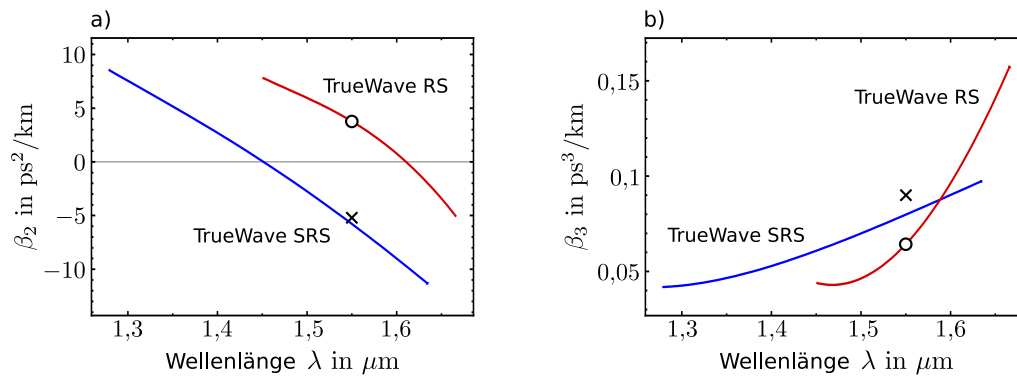 a)
β₂ in ps²/km
10
5
0
−5
−10
TrueWave RS
TrueWave SRS
1,3
1,4
1,5
1,6
Wellenlänge λ in μm
b)
β₃ in ps³/km
0,15
0,1
0,05
TrueWave RS
TrueWave SRS
1,3
1,4
1,5
1,6
Wellenlänge λ in μm